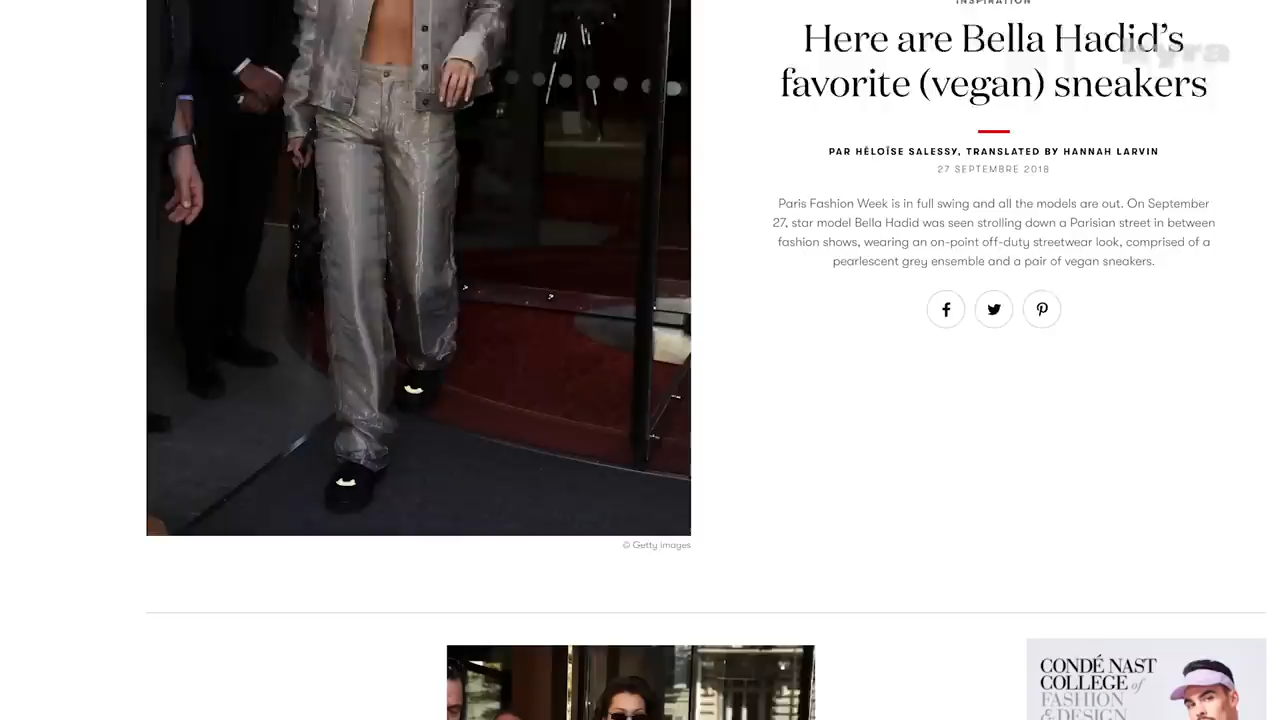 INSPIRATION
Here are Bella Hadid's
favorite (vegan) sneakers
kyra
PAR HÉLOÏSE SALESSY, TRANSLATED BY HANNAH LARVIN
27 SEPTEMBRE 2018
Paris Fashion Week is in full swing and all the models are out. On September
27, star model Bella Hadid was seen strolling down a Parisian street in between
fashion shows, wearing an on-point off-duty streetwear look, comprised of a
pearlescent grey ensemble and a pair of vegan sneakers.
© Getty images
CONDÉ NAST
COLLEGE of
FASHION
& DESIGN